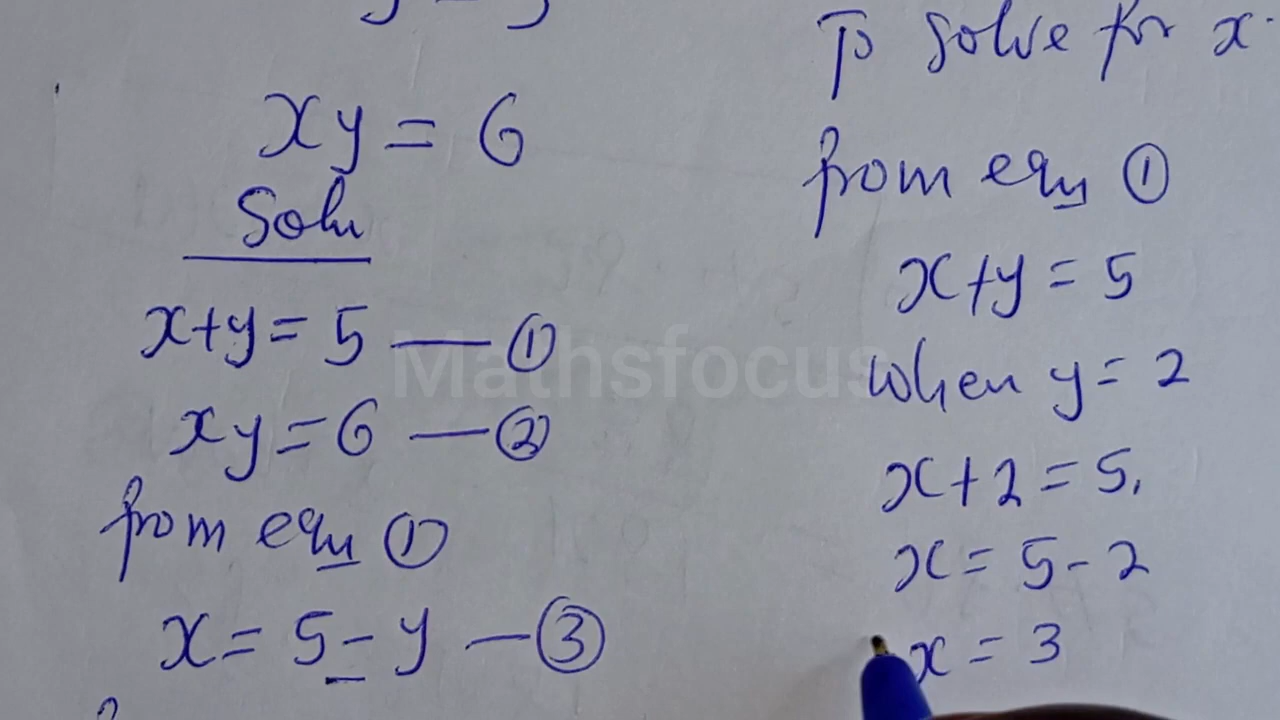 xy = 6
Soln
x+y = 5 — ①
xy = 6 — ②
from eqn ①
x = 5 - y — ③
To solve for x
from eqn ①
x+y = 5
when y = 2
x+2 = 5,
x = 5-2
x = 3
Mathsfocus